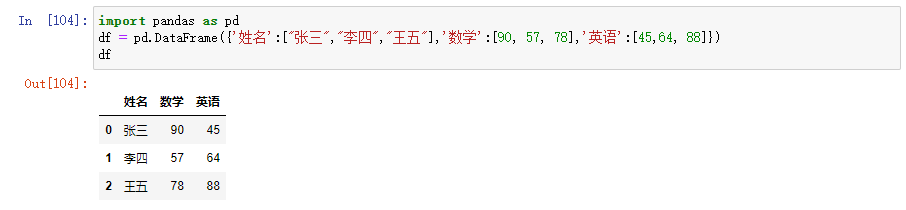 In [104]: import pandas as pd
df = pd.DataFrame({'姓名':["张三","李四","王五"],'数学':[90, 57, 78],'英语':[45,64, 88]})
df
Out[104]:
姓名 数学 英语
0 张三 90 45
1 李四 57 64
2 王五 78 88